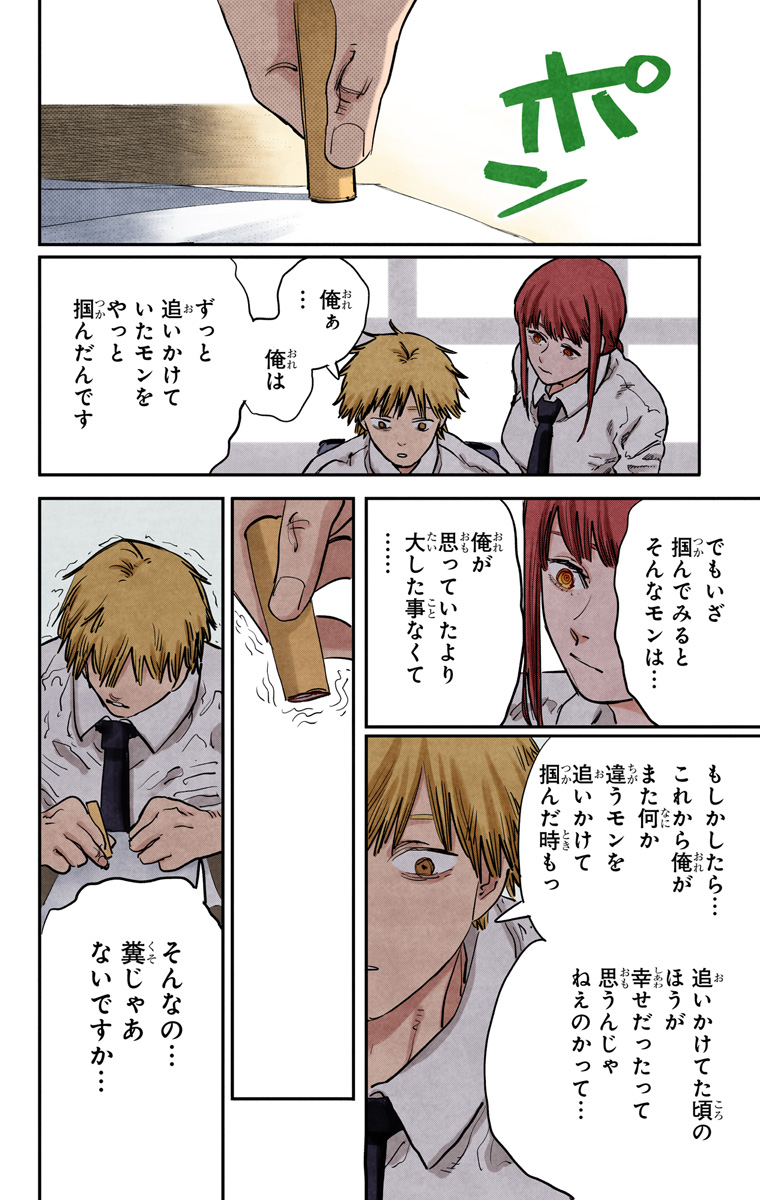 ポン
俺ぁ
…
俺は
ずっと
追いかけて
いたモンを
やっと
掴んだんです
でもいざ
掴んでみると
そんなモンは…
俺が
思っていたより
大した事なくて
……
もしかしたら…
これから俺が
また何か
違うモンを
追いかけて
掴んだ時もっ
追いかけてた頃の
ほうが
幸せだったって
思うんじゃ
ねえのかって…
そんなの…
糞じゃあ
ないですか…